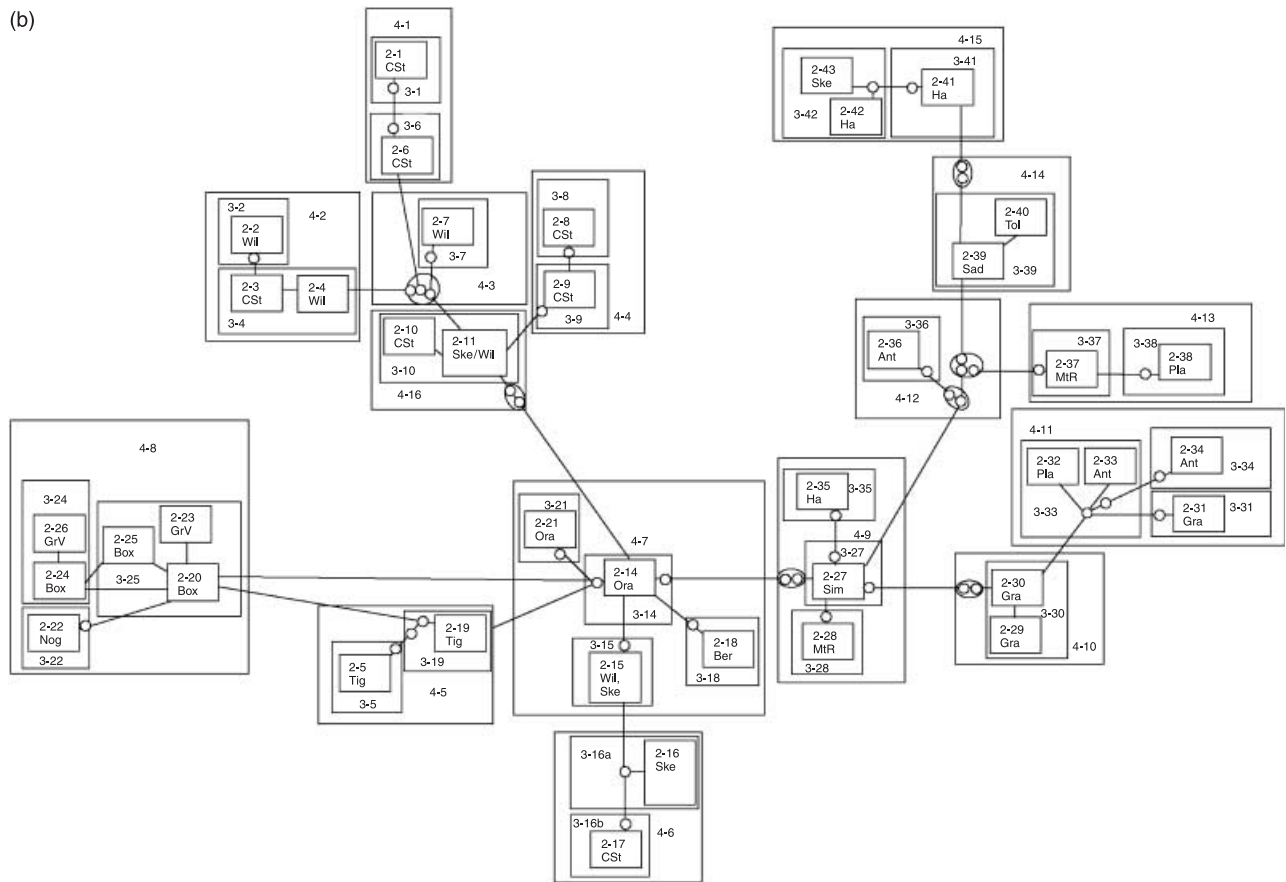 (b)
4-1
2-1
CSt
3-1
3-6
2-6
CSt
4-15
3-41
2-43
Ske
2-41
Ha
2-42
Ha
3-42
4-14
2-40
Tol
2-39
Sad
3-39
3-2
4-2
2-2
Wil
2-3
CSt
2-4
Wil
3-4
2-7
Wil
3-7
4-3
3-8
2-8
CSt
2-9
CSt
3-9
4-4
2-10
CSt
2-11
Ske/Wil
3-10
4-16
3-36
2-36
Ant
4-12
4-13
3-37
3-38
2-37
MtR
2-38
Pla
4-11
2-32
Pla
2-33
Ant
2-34
Ant
3-34
3-33
2-31
Gra
3-31
4-8
3-24
2-26
GrV
2-23
GrV
2-25
Box
2-24
Box
3-25
2-20
Box
2-22
Nog
3-22
3-21
2-21
Ora
4-7
2-14
Ora
3-14
3-15
2-15
Wil,
Ske
2-18
Ber
3-18
2-35
Ha
3-35
4-9
3-27
2-27
Sim
2-28
MtR
3-28
2-30
Gra
3-30
2-29
Gra
4-10
2-19
Tig
3-19
2-5
Tig
3-5
4-5
3-16a
2-16
Ske
3-16b
4-6
2-17
CSt